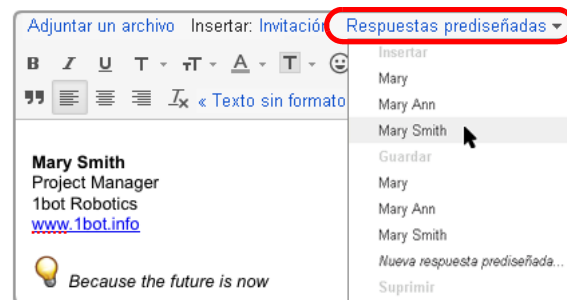 Adjuntar un archivo Insertar: Invitación Respuestas prediseñadas
B I U T T A T
Tx « Texto sin formato
Insertar
Mary
Mary Ann
Mary Smith
Guardar
Mary
Mary Ann
Mary Smith
Nueva respuesta prediseñada...
Suprimir
Mary Smith
Project Manager
1bot Robotics
www.1bot.info
Because the future is now